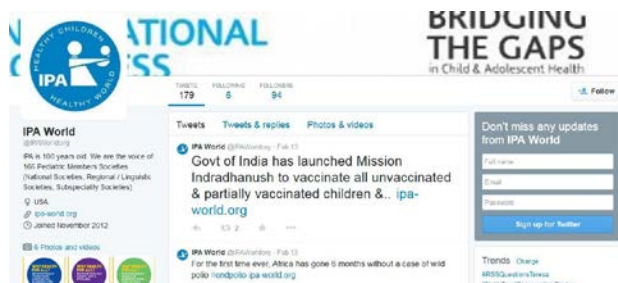 ATIONAL
SS
BRIDGING
THE GAPS
in Child & Adolescent Health
HEALTHY CHILDREN
IPA
HEALTHY WORLD
TWEETS
FOLLOWING
FOLLOWERS
179
6
94
Follow
IPA World
IPA is 100 years old. We are the voice of
166 Pediatric Members Societies
(National Societies, Regional / Linguistic
Societies, Subspeciality Societies)
USA
ipa-world.org
Joined November 2012
6 Photos and videos
Tweets Tweets & replies Photos & videos
IPA World · Feb 13
Govt of India has launched Mission
Indradhanush to vaccinate all unvaccinated
& partially vaccinated children &.. ipa-
world.org
2
IPA World · Feb 13
For the first time ever, Africa has gone 6 months without a case of wild
polio #endpolio ipa-world.org
Don't miss any updates
from IPA World
Full name
Email
Password
Sign up for Twitter
Trends · Change